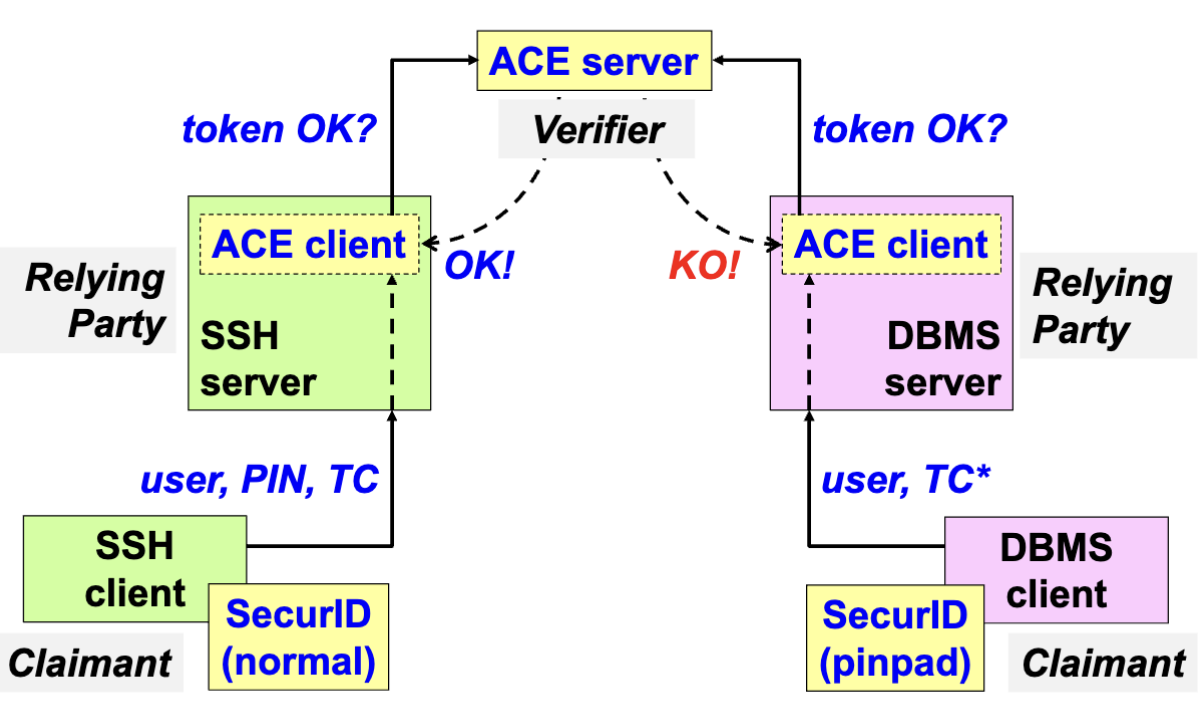 ACE server
Verifier
token OK?
token OK?
ACE client
ACE client
OK!
KO!
Relying
Party
Relying
Party
SSH
server
DBMS
server
user, PIN, TC
user, TC*
SSH
client
DBMS
client
SecurID
(normal)
SecurID
(pinpad)
Claimant
Claimant